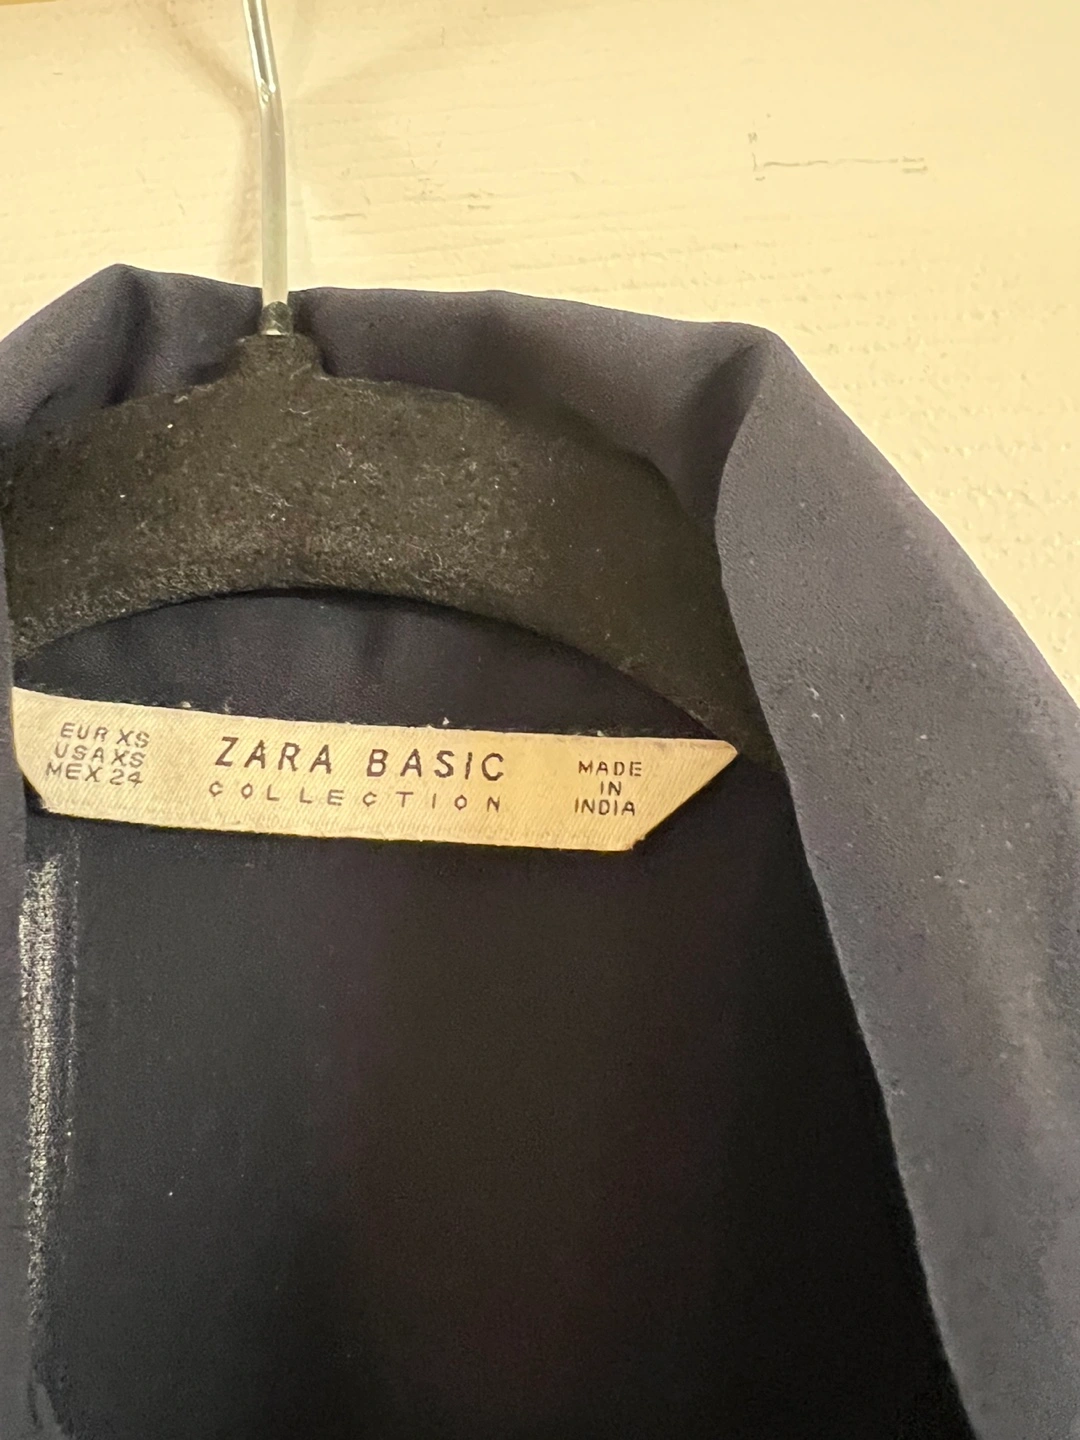 EUR XS
USA XS
MEX 24
ZARA BASIC
COLLECTION
MADE
IN
INDIA